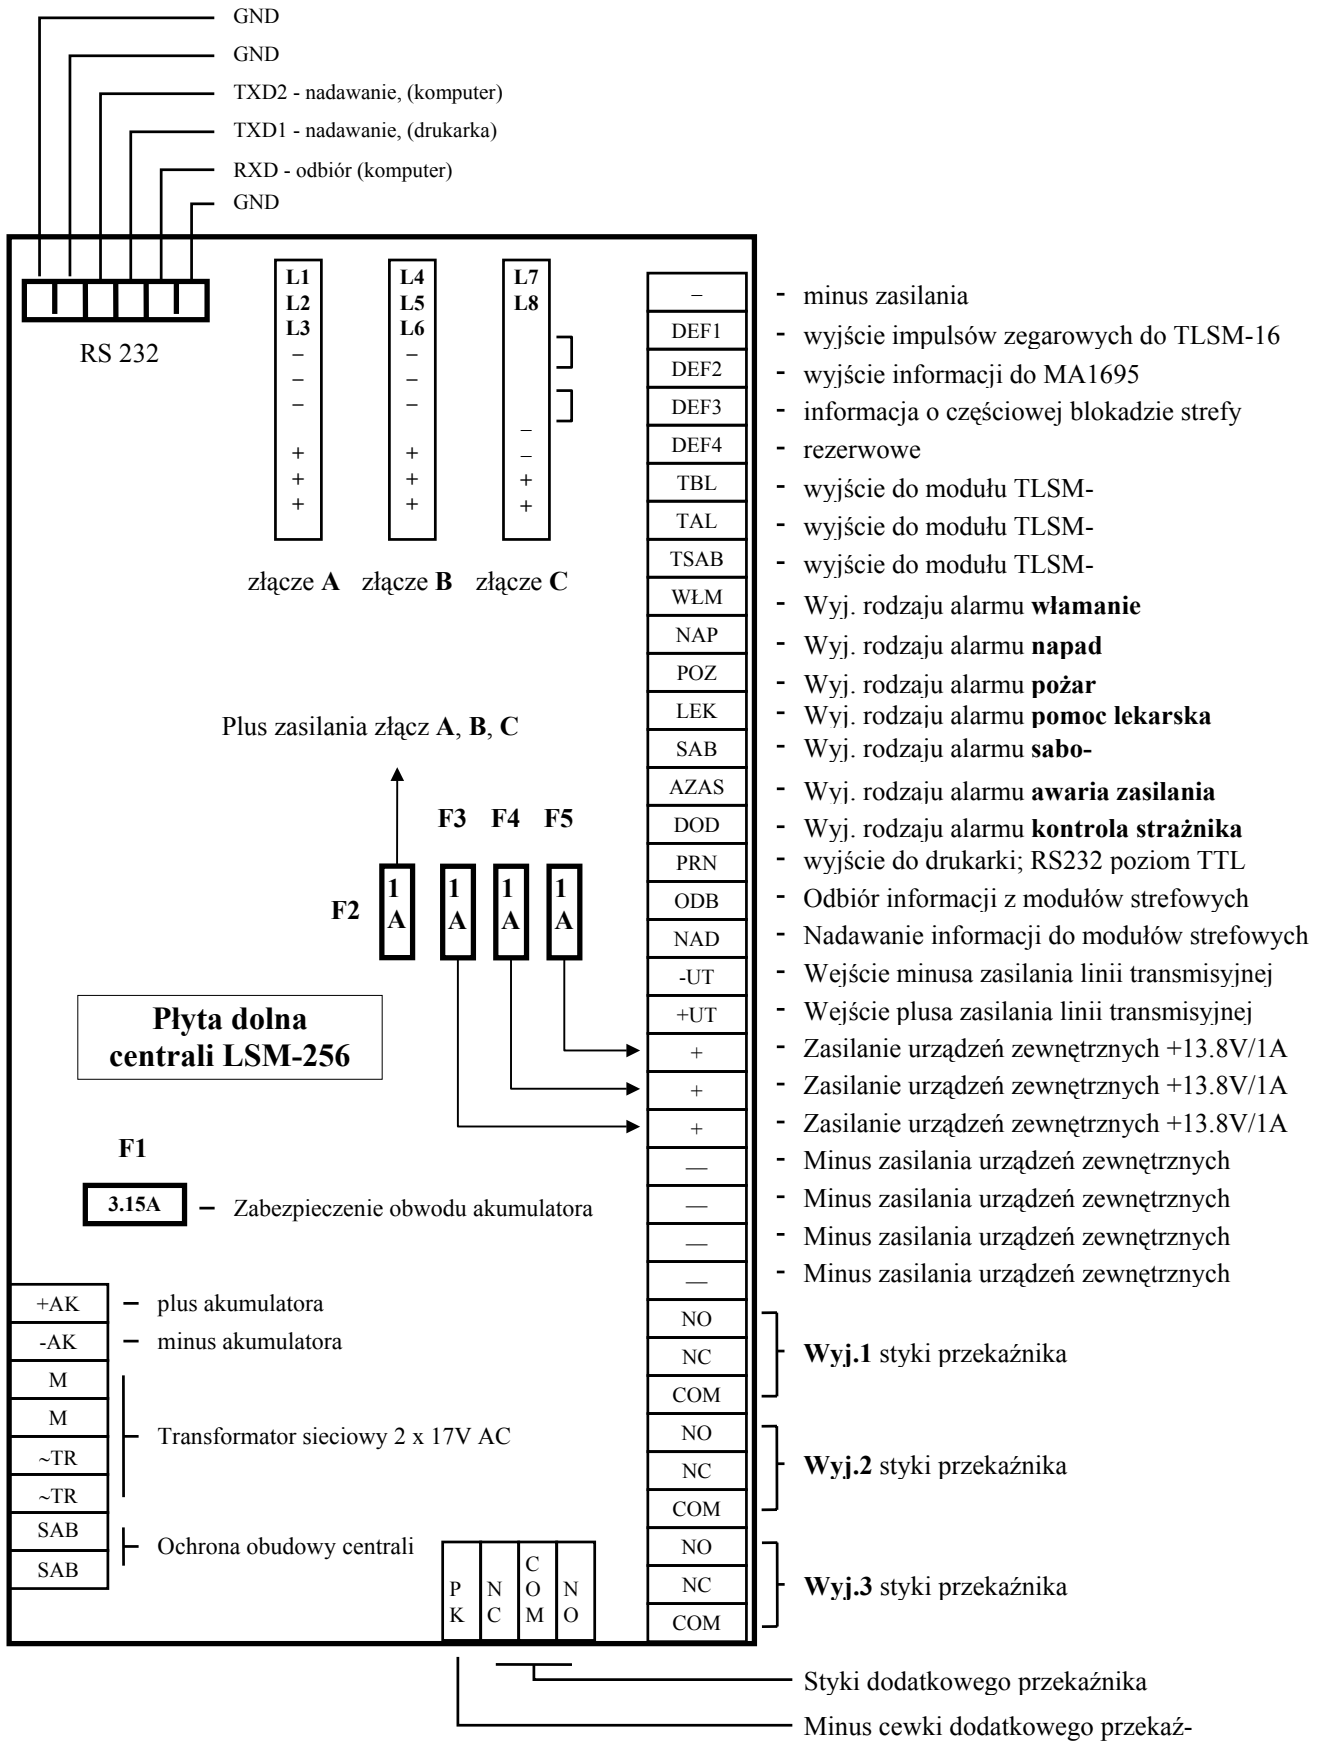 GND
GND
TXD2 - nadawanie, (komputer)
TXD1 - nadawanie, (drukarka)
RXD - odbiór (komputer)
GND
RS 232
L1
L2
L3
–
–
–
+
+
+
złącze A
L4
L5
L6
–
–
–
+
+
+
złącze B
L7
L8
–
–
+
+
złącze C
Plus zasilania złącz A, B, C
F3 F4 F5
F2
1
A
1
A
1
A
1
A
Płyta dolna
centrali LSM-256
F1
3.15A – Zabezpieczenie obwodu akumulatora
+AK – plus akumulatora
-AK – minus akumulatora
M
M
~TR
~TR
Transformator sieciowy 2 x 17V AC
SAB
SAB
Ochrona obudowy centrali
– - minus zasilania
DEF1 - wyjście impulsów zegarowych do TLSM-16
DEF2 - wyjście informacji do MA1695
DEF3 - informacja o częściowej blokadzie strefy
DEF4 - rezerwowe
TBL - wyjście do modułu TLSM-
TAL - wyjście do modułu TLSM-
TSAB - wyjście do modułu TLSM-
WŁM - Wyj. rodzaju alarmu włamanie
NAP - Wyj. rodzaju alarmu napad
POZ - Wyj. rodzaju alarmu pożar
LEK - Wyj. rodzaju alarmu pomoc lekarska
SAB - Wyj. rodzaju alarmu sabo-
AZAS - Wyj. rodzaju alarmu awaria zasilania
DOD - Wyj. rodzaju alarmu kontrola strażnika
PRN - wyjście do drukarki; RS232 poziom TTL
ODB - Odbiór informacji z modułów strefowych
NAD - Nadawanie informacji do modułów strefowych
-UT - Wejście minusa zasilania linii transmisyjnej
+UT - Wejście plusa zasilania linii transmisyjnej
+ - Zasilanie urządzeń zewnętrznych +13.8V/1A
+ - Zasilanie urządzeń zewnętrznych +13.8V/1A
+ - Zasilanie urządzeń zewnętrznych +13.8V/1A
— - Minus zasilania urządzeń zewnętrznych
— - Minus zasilania urządzeń zewnętrznych
— - Minus zasilania urządzeń zewnętrznych
— - Minus zasilania urządzeń zewnętrznych
NO
NC
COM
Wyj.1 styki przekaźnika
NO
NC
COM
Wyj.2 styki przekaźnika
NO
NC
COM
Wyj.3 styki przekaźnika
PK
NC
COM
NO
Styki dodatkowego przekaźnika
Minus cewki dodatkowego przekaź-